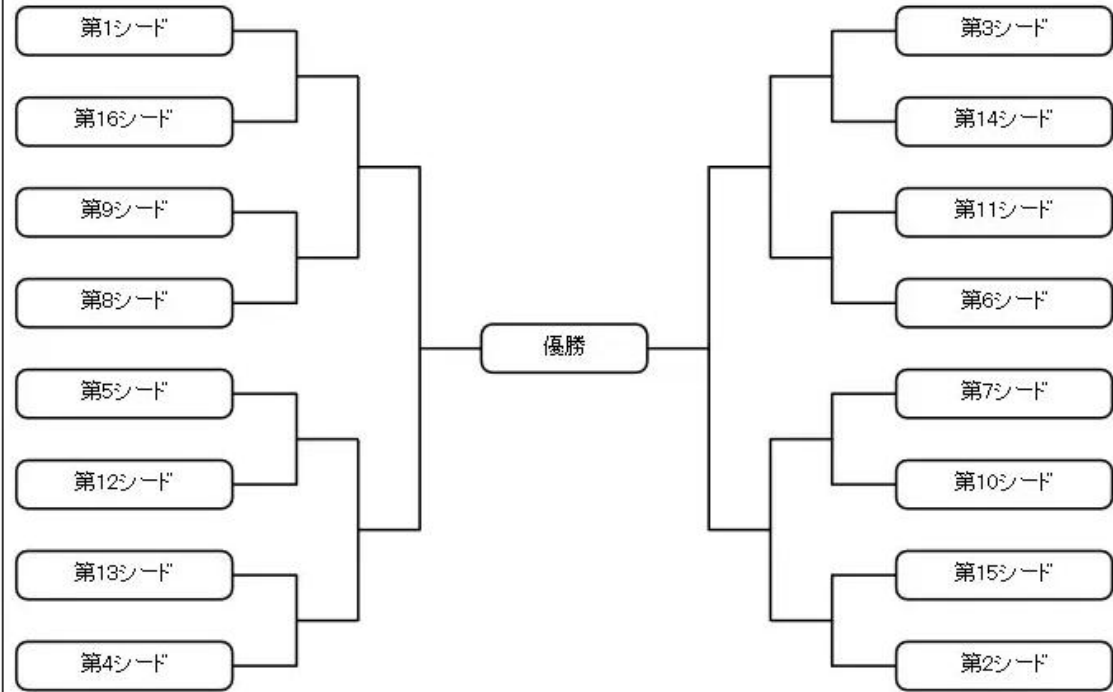 第1シード
第16シード
第9シード
第8シード
第5シード
第12シード
第13シード
第4シード
優勝
第3シード
第14シード
第11シード
第6シード
第7シード
第10シード
第15シード
第2シード